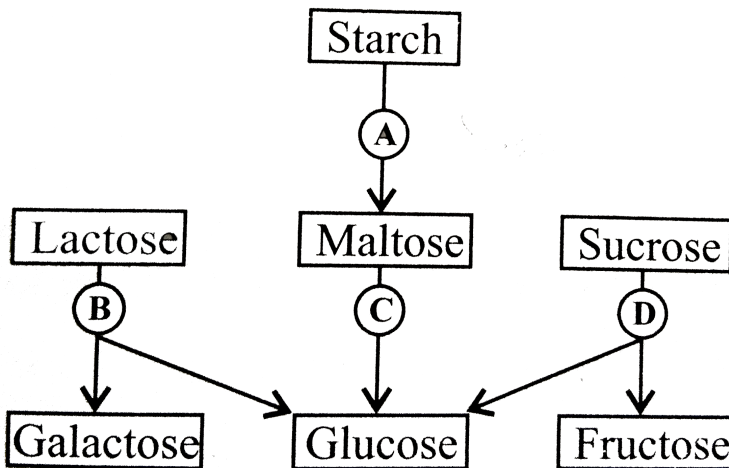 Starch
A
Lactose
Maltose
Sucrose
B
C
D
Galactose
Glucose
Fructose